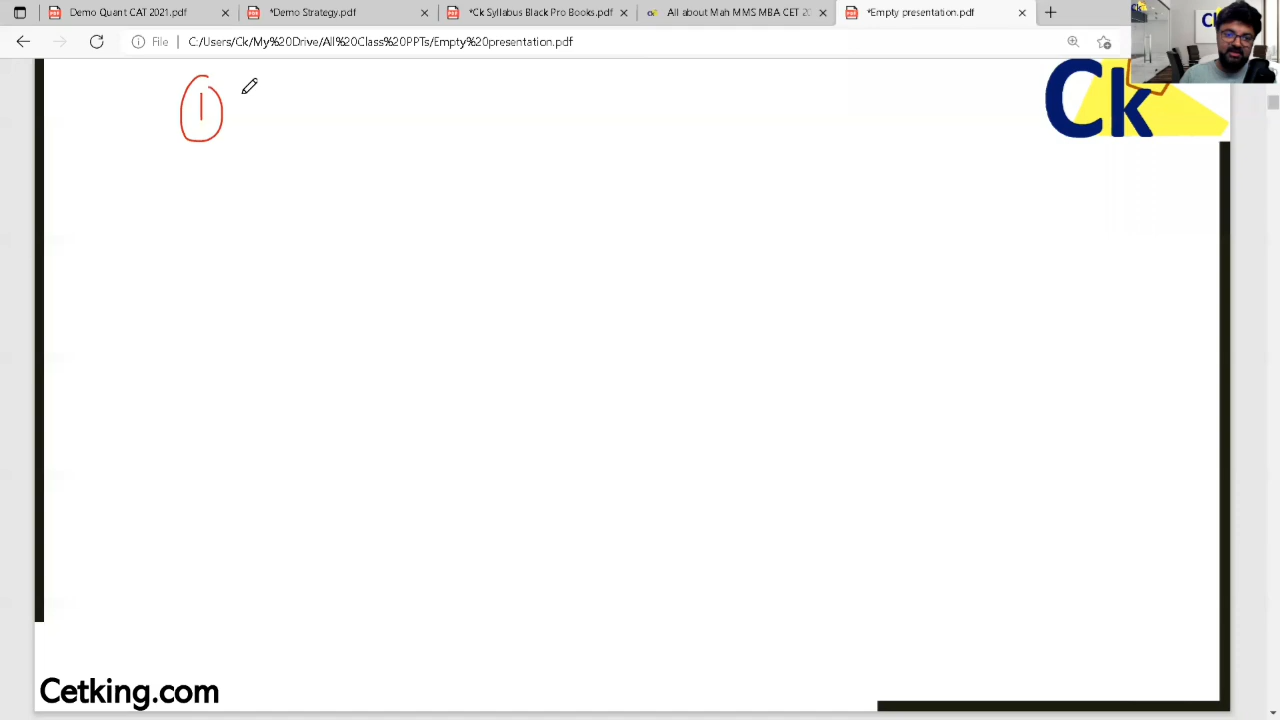 Demo Quant CAT 2021.pdf
*Demo Strategy.pdf
*Ck Syllabus Black Pro Books.pdf
All about Mah MMS MBA CET 20
*Empty presentation.pdf
File
C:/Users/Ck/My%20Drive/All%20Class%20PPTs/Empty%20presentation.pdf
1
Ck
Cetking.com